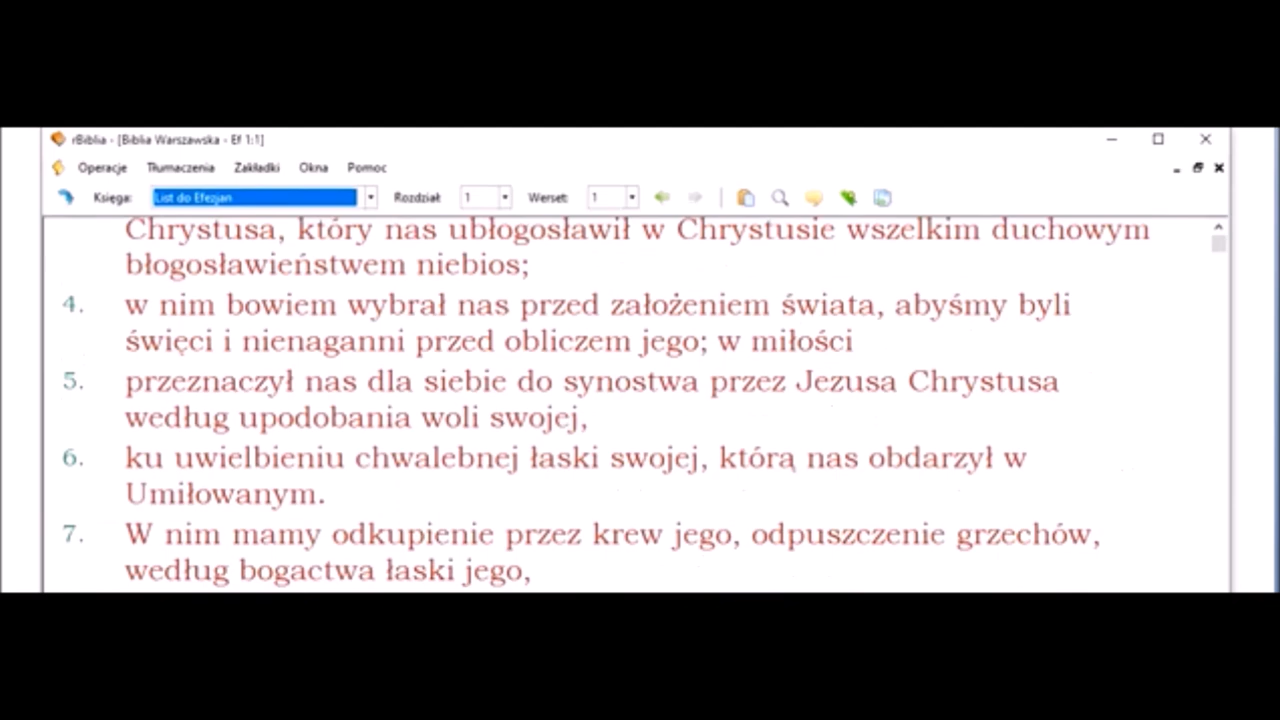 rBiblia - [Biblia Warszawska - Ef 1:1]
Operacje Tłumaczenia Zakładki Okna Pomoc
Księga: List do Efezjan Rozdział 1 Werset: 1
Chrystusa, który nas ubłogosławił w Chrystusie wszelkim duchowym
błogosławieństwem niebios;
4. w nim bowiem wybrał nas przed założeniem świata, abyśmy byli
święci i nienaganni przed obliczem jego; w miłości
5. przeznaczył nas dla siebie do synostwa przez Jezusa Chrystusa
według upodobania woli swojej,
6. ku uwielbieniu chwalebnej łaski swojej, którą nas obdarzył w
Umiłowanym.
7. W nim mamy odkupienie przez krew jego, odpuszczenie grzechów,
według bogactwa łaski jego,